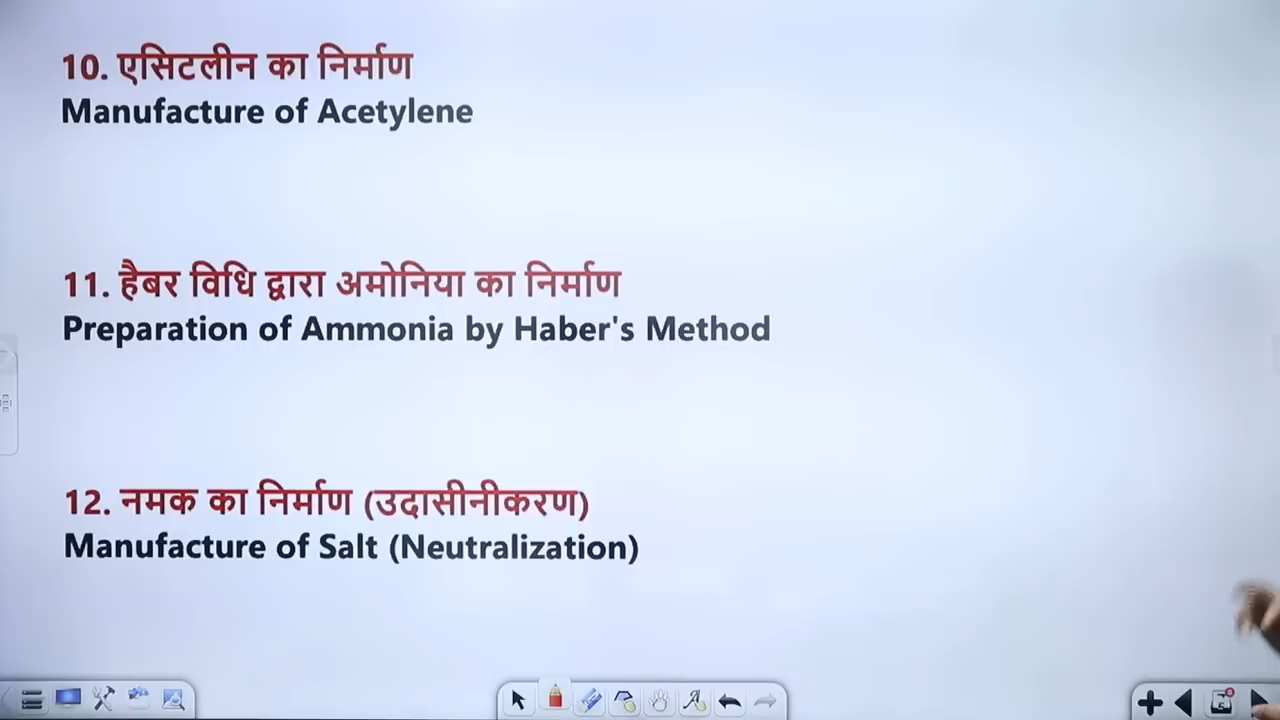 10. एसिटलीन का निर्माण
Manufacture of Acetylene
11. हैबर विधि द्वारा अमोनिया का निर्माण
Preparation of Ammonia by Haber's Method
12. नमक का निर्माण (उदासीनीकरण)
Manufacture of Salt (Neutralization)